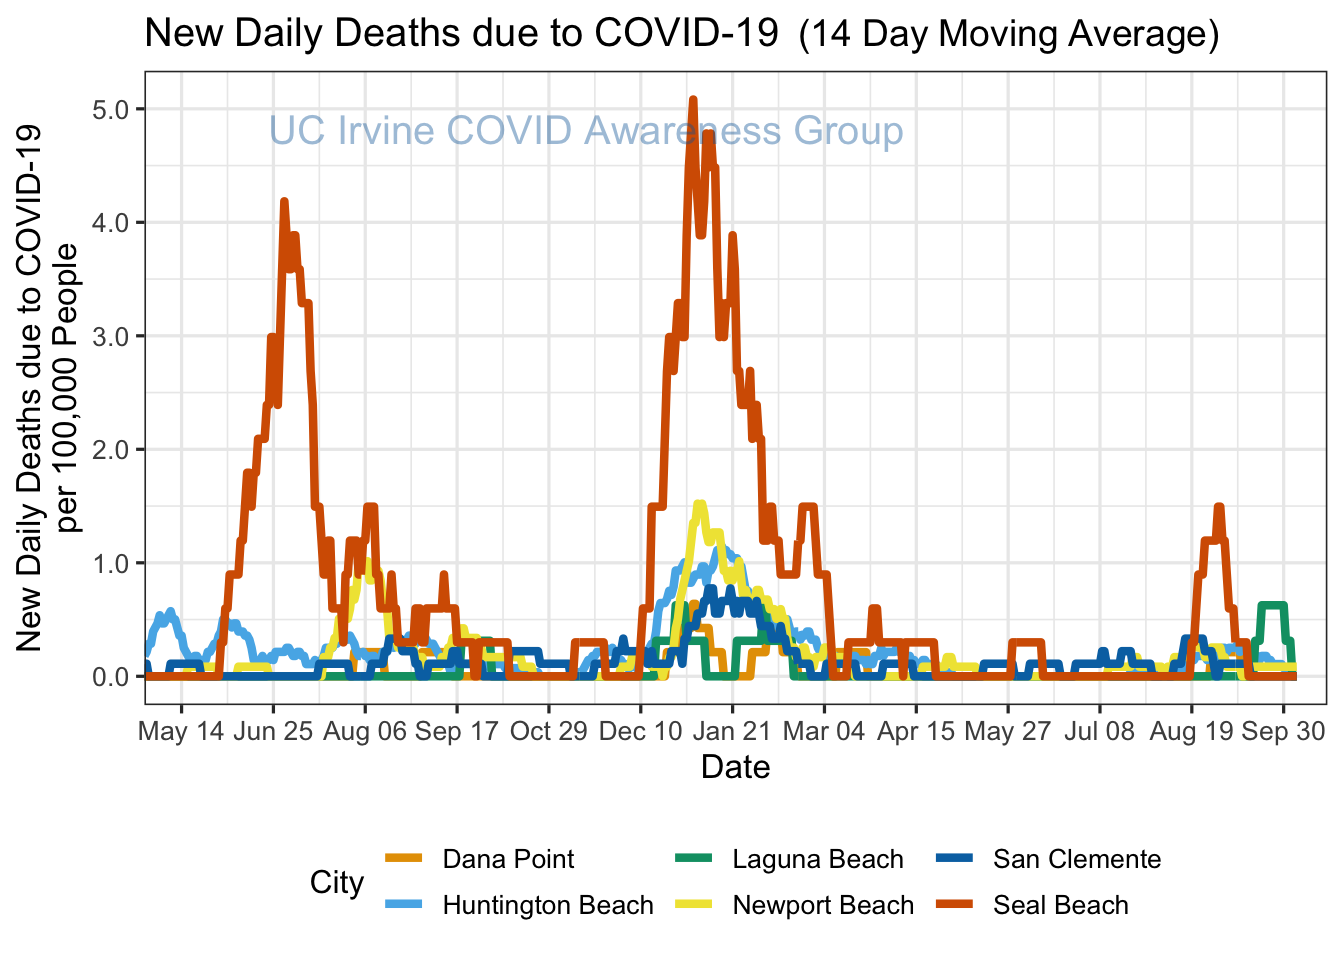 New Daily Deaths due to COVID-19 (14 Day Moving Average)
New Daily Deaths due to COVID-19
per 100,000 People
UC Irvine COVID Awareness Group
5.0
4.0
3.0
2.0
1.0
0.0
May 14 Jun 25 Aug 06 Sep 17 Oct 29 Dec 10 Jan 21 Mar 04 Apr 15 May 27 Jul 08 Aug 19 Sep 30
Date
City
Dana Point Laguna Beach San Clemente
Huntington Beach Newport Beach Seal Beach